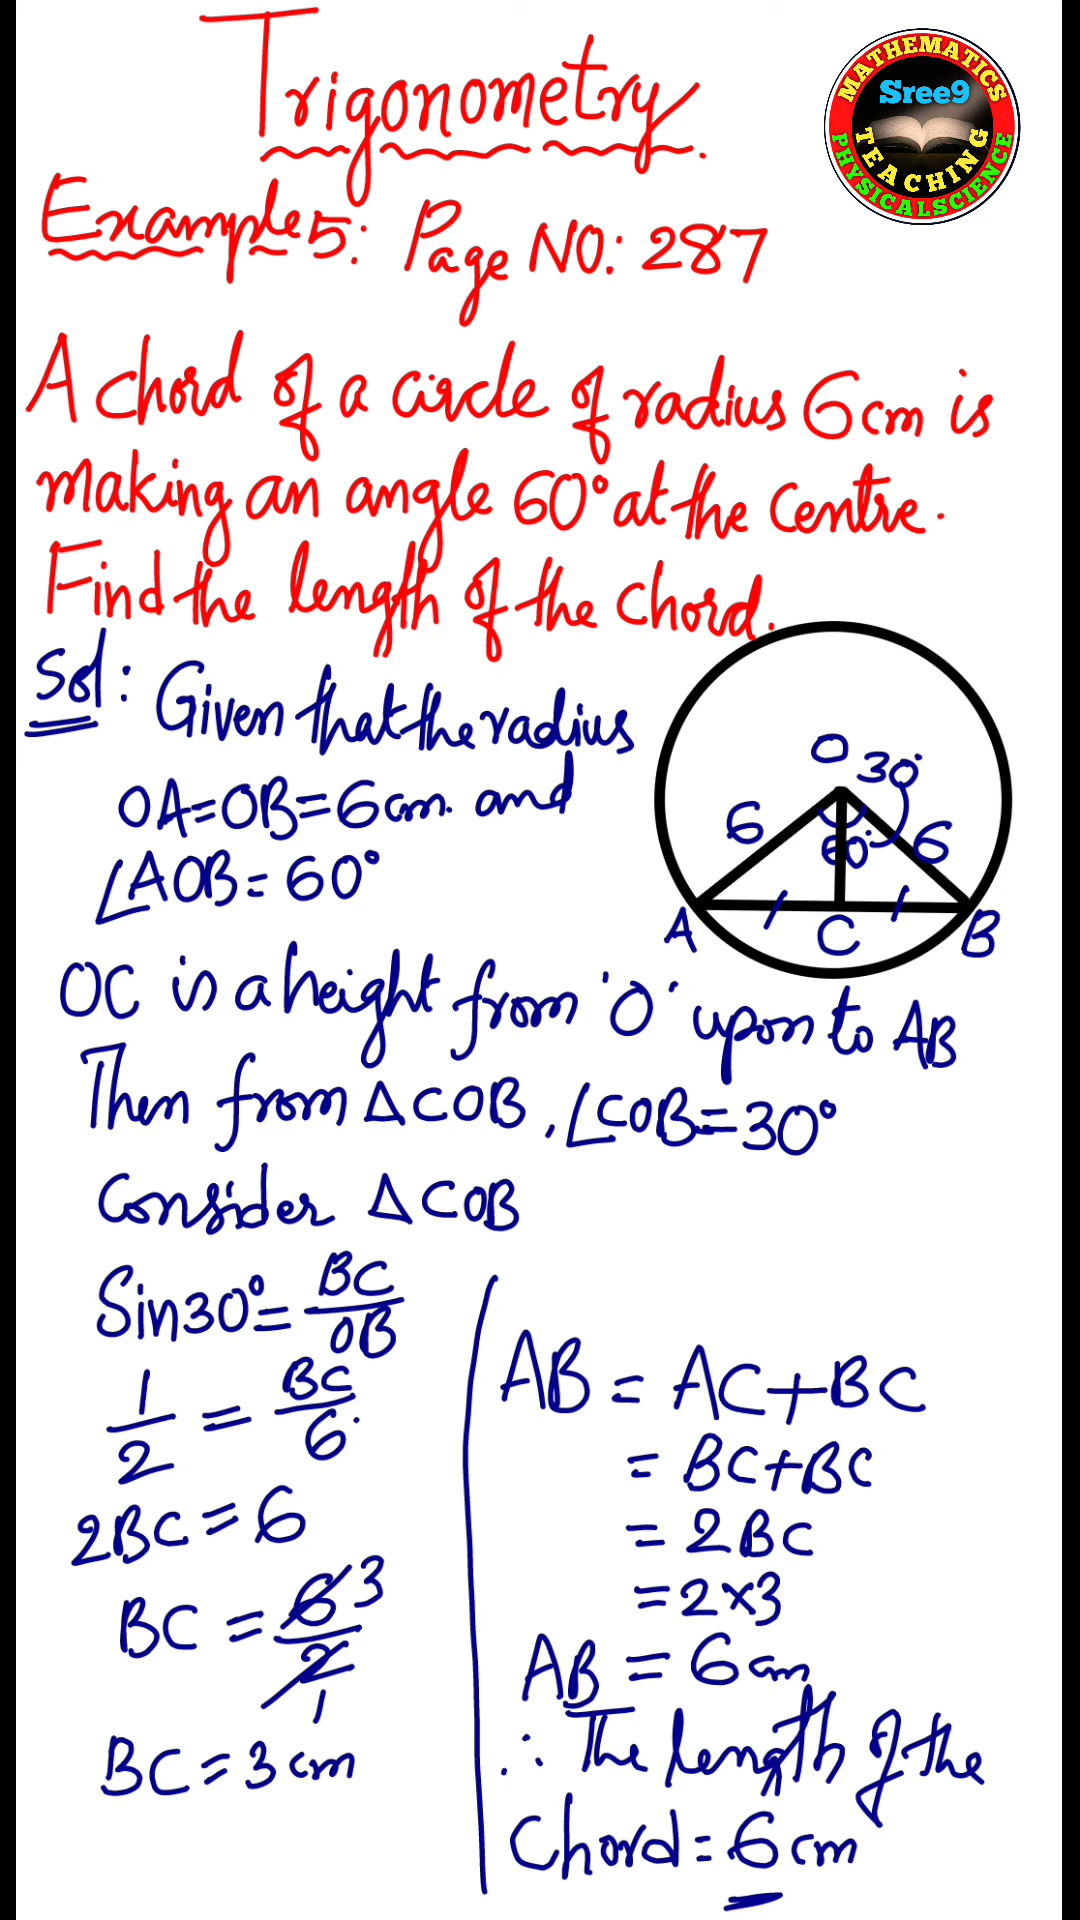 Trigonometry
MATHEMATICS
Sree9
TEACHING
PHYSICALSCIENCE
Example 5: Page NO.: 287
A chord of a circle of radius 6cm is
making an angle 60° at the Centre.
Find the length of the chord.
Sol: Given that the radius
OA=OB=6cm. and
∠AOB=60°
O 30°
6 60° 6
A C B
OC is a height from 'O' upon to AB
Then from △COB, ∠COB=30°
Consider △COB
Sin30°= BC/OB
1/2 = BC/6.
2BC=6
BC = 6/2 3 1
BC=3cm
AB = AC+BC
= BC+BC
= 2BC
=2×3
AB = 6cm
∴ The length of the
Chord=6cm